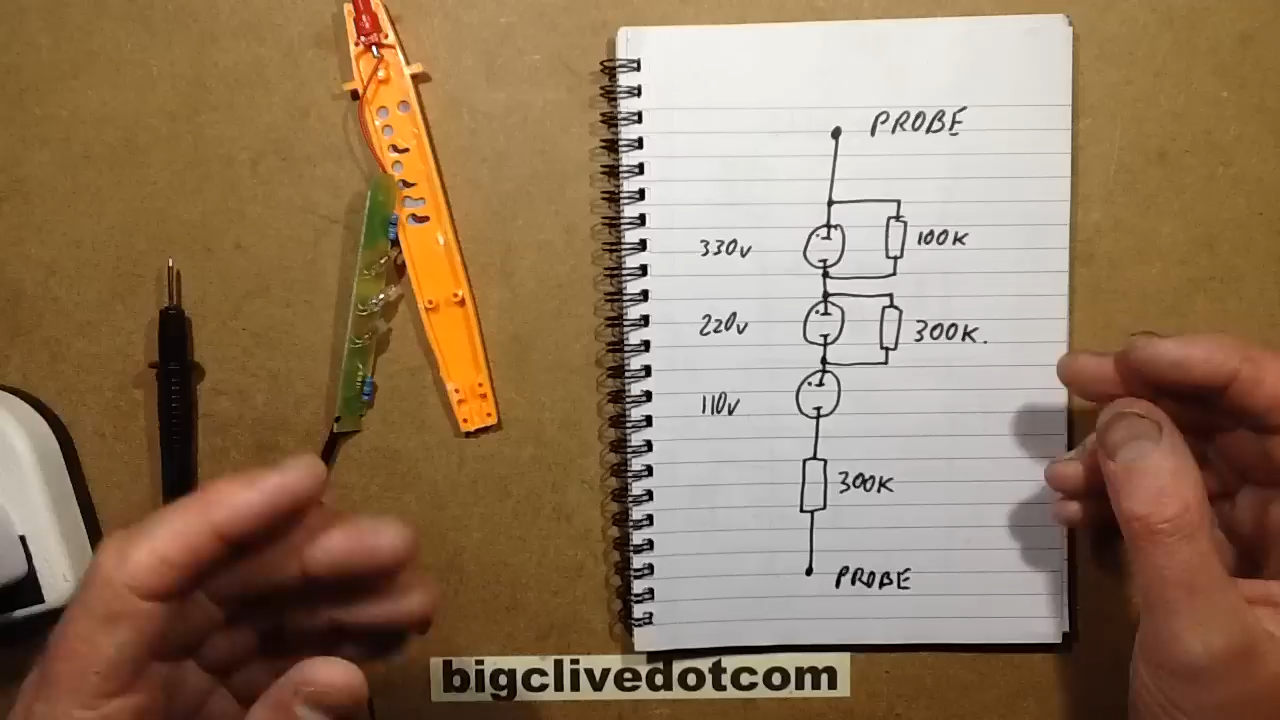 PROBE
330v
100K
220v
300K.
110v
300K
PROBE
bigclivedotcom